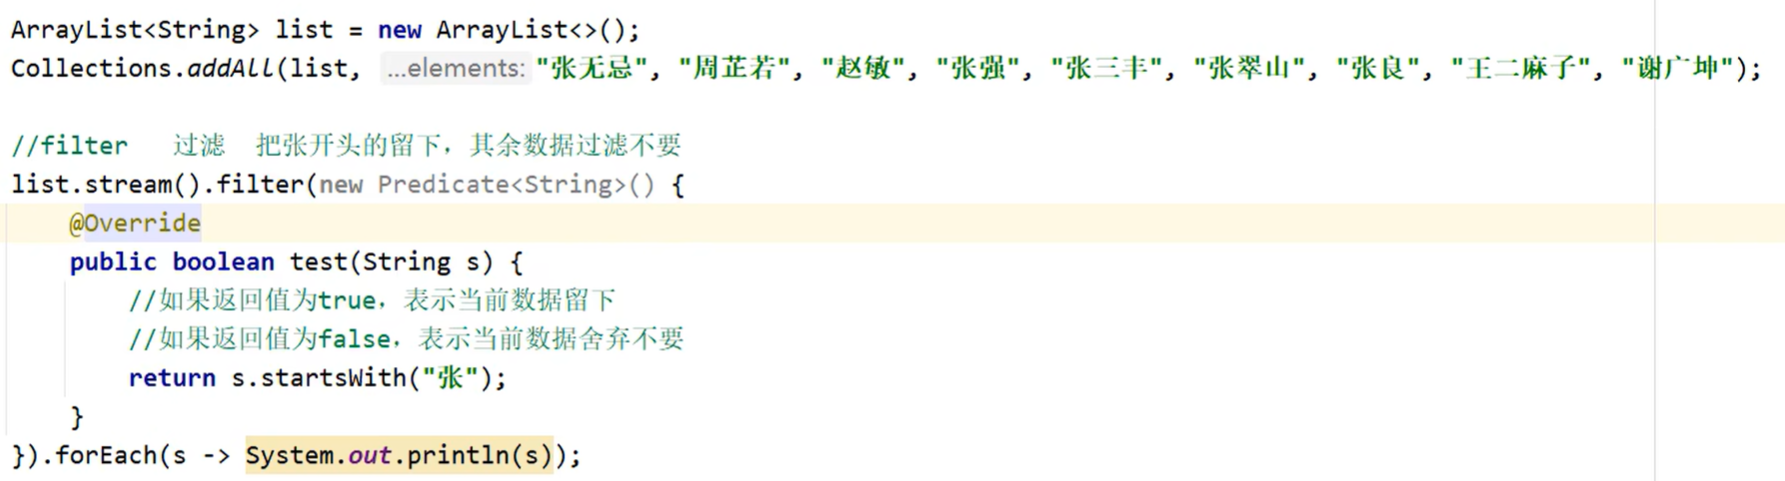 ArrayList<String> list = new ArrayList<>();
Collections.addAll(list, ...elements: "张无忌", "周芷若", "赵敏", "张强", "张三丰", "张翠山", "张良", "王二麻子", "谢广坤");
//filter   过滤  把张开头的留下，其余数据过滤不要
list.stream().filter(new Predicate<String>() {
    @Override
    public boolean test(String s) {
        //如果返回值为true，表示当前数据留下
        //如果返回值为false，表示当前数据舍弃不要
        return s.startsWith("张");
    }
}).forEach(s -> System.out.println(s));